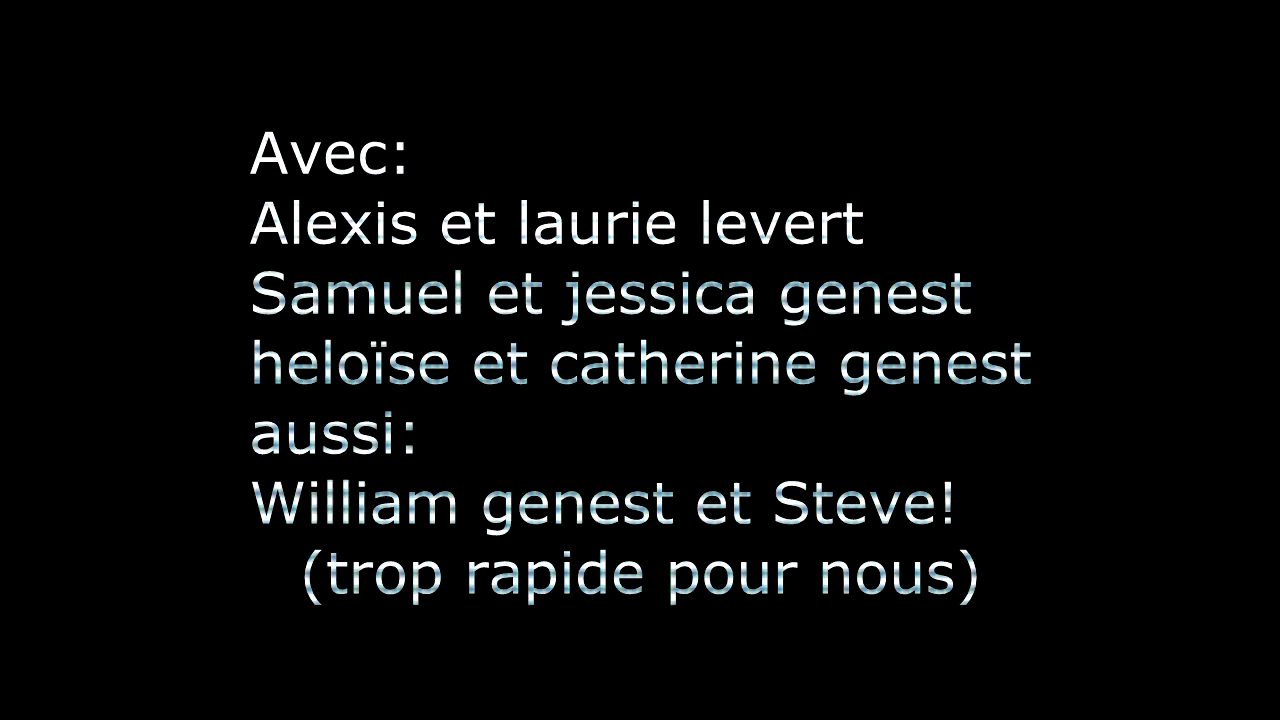 Avec:
Alexis et laurie levert
Samuel et jessica genest
heloïse et catherine genest
aussi:
William genest et Steve!
(trop rapide pour nous)